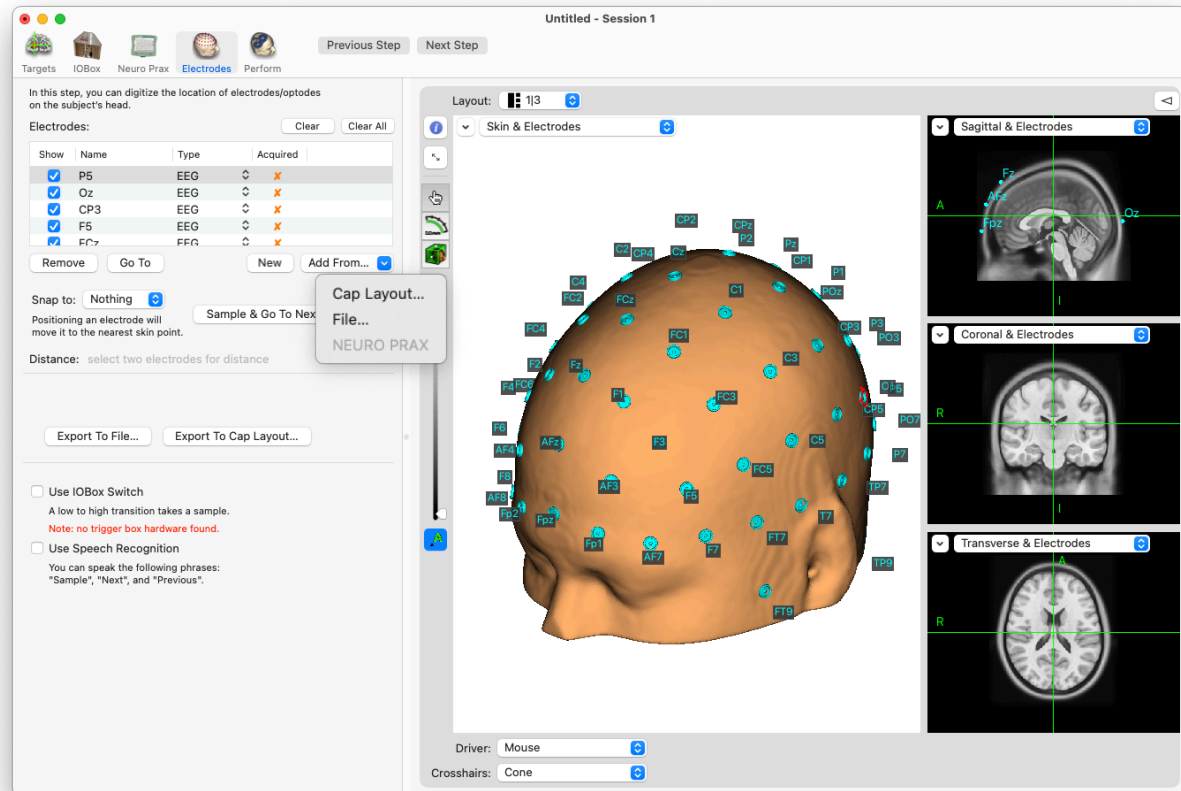 Untitled - Session 1
Targets
IOBox
Neuro Prax
Electrodes
Perform
Previous Step
Next Step
In this step, you can digitize the location of electrodes/optodes
on the subject's head.
Electrodes:
Clear
Clear All
Show Name Type Acquired
P5 EEG
Oz EEG
CP3 EEG
F5 EEG
FCz EEG
Remove
Go To
New
Add From...
Cap Layout...
File...
NEURO PRAX
Snap to: Nothing
Sample & Go To Nex
Positioning an electrode will
move it to the nearest skin point.
Distance: select two electrodes for distance
Export To File...
Export To Cap Layout...
Use IOBox Switch
A low to high transition takes a sample.
Note: no trigger box hardware found.
Use Speech Recognition
You can speak the following phrases:
"Sample", "Next", and "Previous".
Layout: 1|3
Skin & Electrodes
CP2
CPz
P2
C2
CP4
Cz
Pz
CP1
C4
FC2
FCz
C1
P1
POz
FC4
FC1
CP3
P3
PO3
F2
Fz
C3
F4
FC6
F1
FC3
CP5
PO7
F6
AF4
AFz
F3
C5
P7
F8
AF8
AF3
F5
FC5
TP7
Fp2
Fpz
T7
Fp1
AF7
F7
FT7
TP9
FT9
Driver: Mouse
Crosshairs: Cone
Sagittal & Electrodes
Fz
AFz
Fpz
Oz
A
I
Coronal & Electrodes
R
I
Transverse & Electrodes
A
R